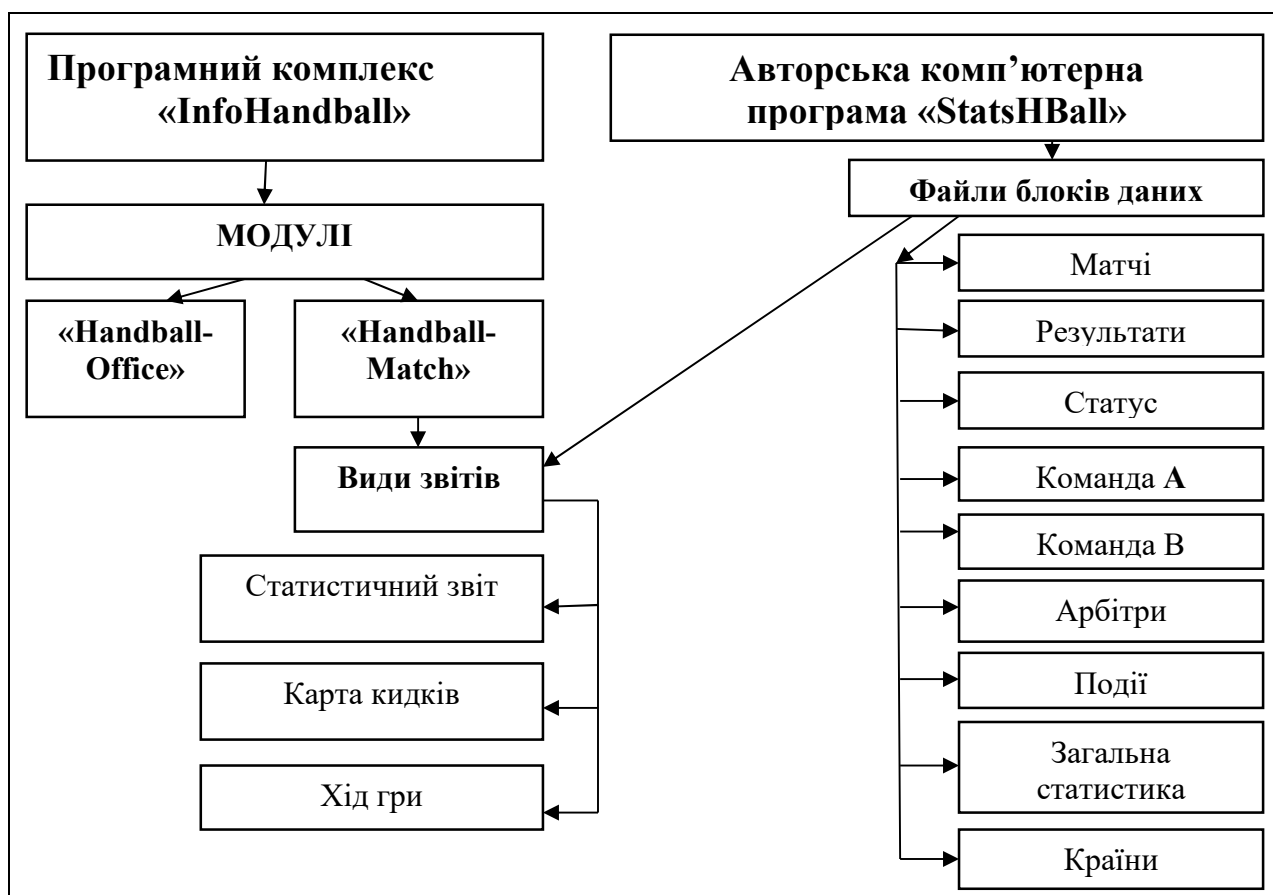 Програмний комплекс
«InfoHandball»
Авторська комп’ютерна
програма «StatsHBall»
МОДУЛІ
«Handball-
Office»
«Handball-
Match»
Види звітів
Статистичний звіт
Карта кидків
Хід гри
Файли блоків даних
Матчі
Результати
Статус
Команда А
Команда В
Арбітри
Події
Загальна
статистика
Країни